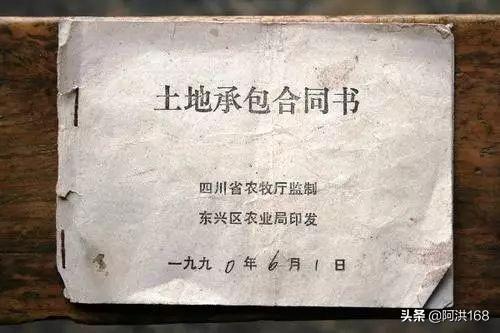 土地承包合同书
四川省农牧厅监制
东兴区农业局印发
一九九0年6月1日
头条 @阿洪168